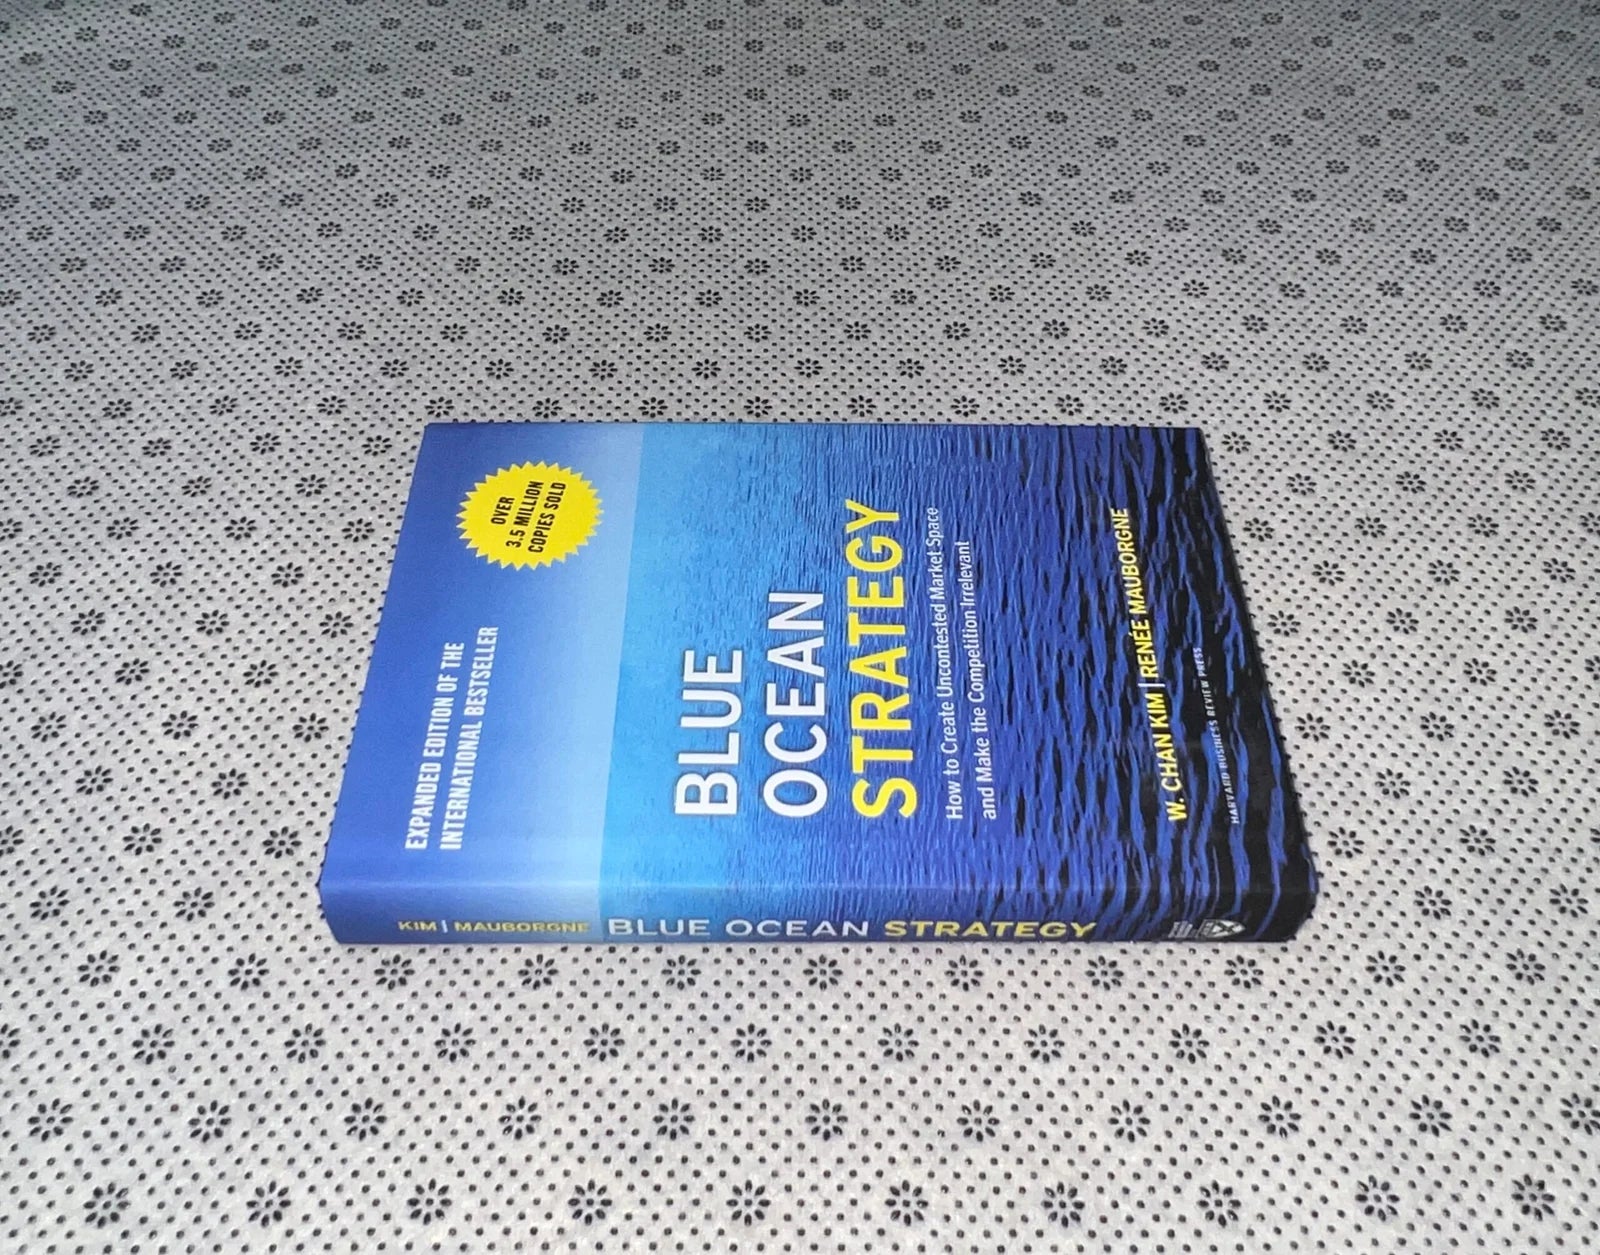 EXPANDED EDITION OF THE
INTERNATIONAL BESTSELLER
OVER
3.5 MILLION
COPIES SOLD
BLUE
OCEAN
STRATEGY
How to Create Uncontested Market Space
and Make the Competition Irrelevant
W. CHAN KIM | RENÉE MAUBORGNE
HARVARD BUSINESS REVIEW PRESS
KIM | MAUBORGNE BLUE OCEAN STRATEGY